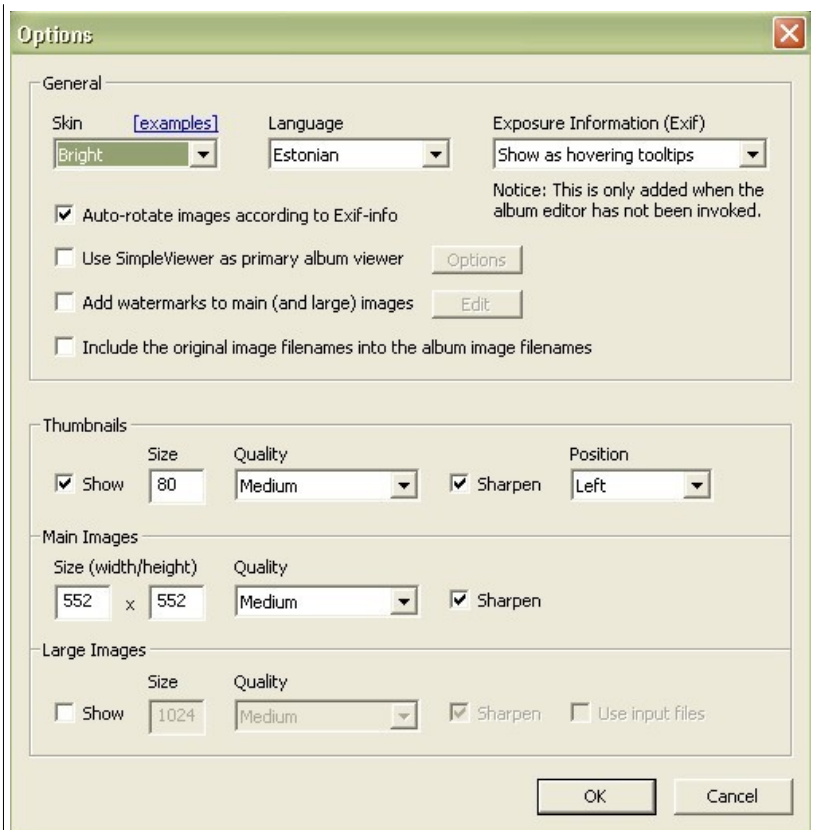 Options
General
Skin [examples] Language Exposure Information (Exif)
Bright Estonian Show as hovering tooltips
Notice: This is only added when the
album editor has not been invoked.
Auto-rotate images according to Exif-info
Use SimpleViewer as primary album viewer Options
Add watermarks to main (and large) images Edit
Include the original image filenames into the album image filenames
Thumbnails
Size Quality Position
Show 80 Medium Sharpen Left
Main Images
Size (width/height) Quality
552 x 552 Medium Sharpen
Large Images
Size Quality
Show 1024 Medium Sharpen Use input files
OK Cancel